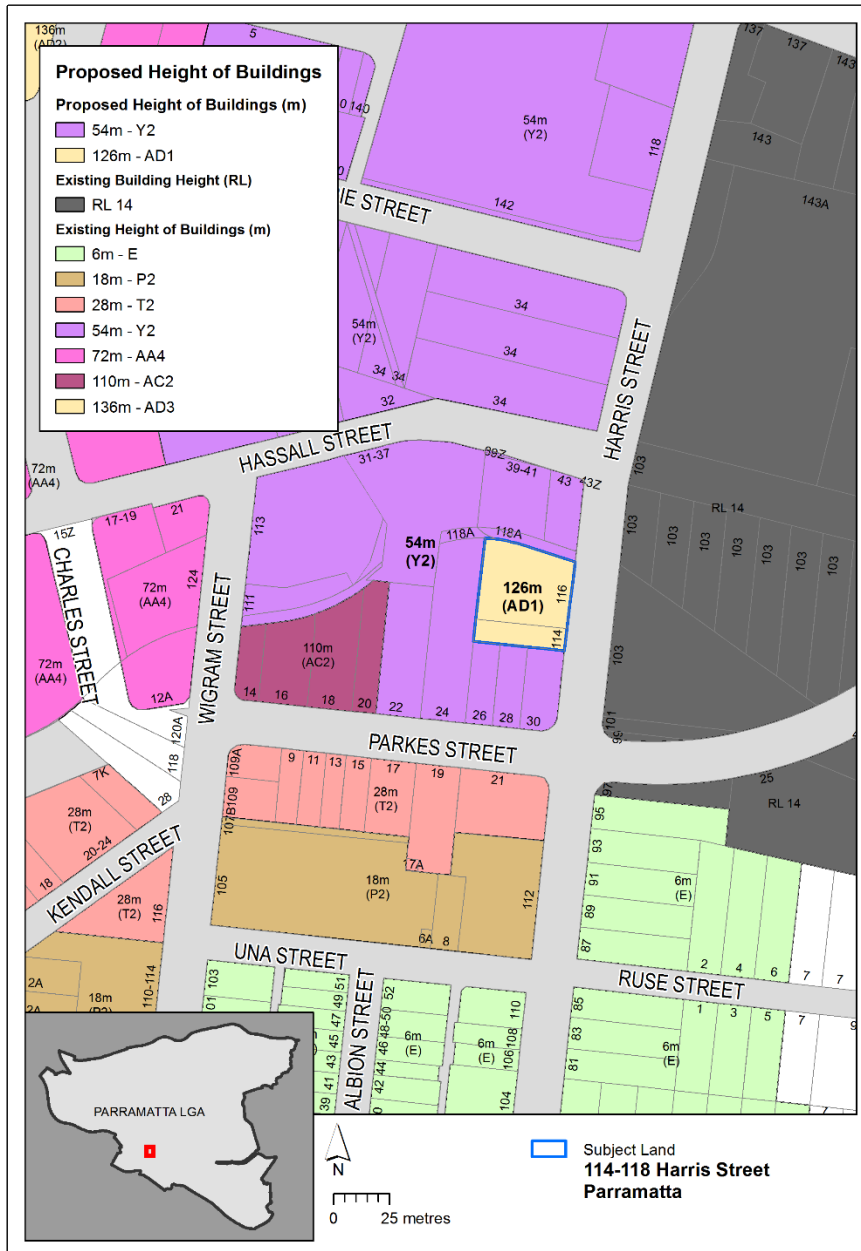 136m
(AD2)
5
137
137
143
Proposed Height of Buildings
Proposed Height of Buildings (m)
54m - Y2
126m - AD1
Existing Building Height (RL)
RL 14
Existing Height of Buildings (m)
6m - E
18m - P2
28m - T2
54m - Y2
72m - AA4
110m - AC2
136m - AD3
0
140
0
54m
(Y2)
118
143
143A
142
IE STREET
34
54m
(Y2)
34
34
34
34
32
34
HARRIS STREET
HASSALL STREET
31-37
39Z
39-41
43
43Z
103
RL 14
103
103
103
103
103
103
72m
(AA4)
15Z
17-19
21
113
118A
118A
54m
(Y2)
CHARLES STREET
124
72m
(AA4)
126m
(AD1)
116
111
114
WIGRAM STREET
110m
(AC2)
103
72m
(AA4)
12A
14
16
18
20
22
24
26
28
30
101
99
120A
118
PARKES STREET
109A
9
11
13
15
17
19
21
28m
(T2)
25
RL 14
97
7K
28
28m
(T2)
20-24
18
KENDALL STREET
107B109
17A
95
93
91
89
87
6m
(E)
105
18m
(P2)
112
28m
(T2)
116
6A
8
UNA STREET
2
4
6
7
7
RUSE STREET
2A
2A
18m
(P2)
110-114
103
01
51
49
47
45
43
41
39
ALBION STREET
52
48-50
46
44
42
0
6m
(E)
6m
(E)
110
108
106
104
85
83
81
1
3
5
7
9
6m
(E)
7
PARRAMATTA LGA
N
0 25 metres
Subject Land
114-118 Harris Street
Parramatta